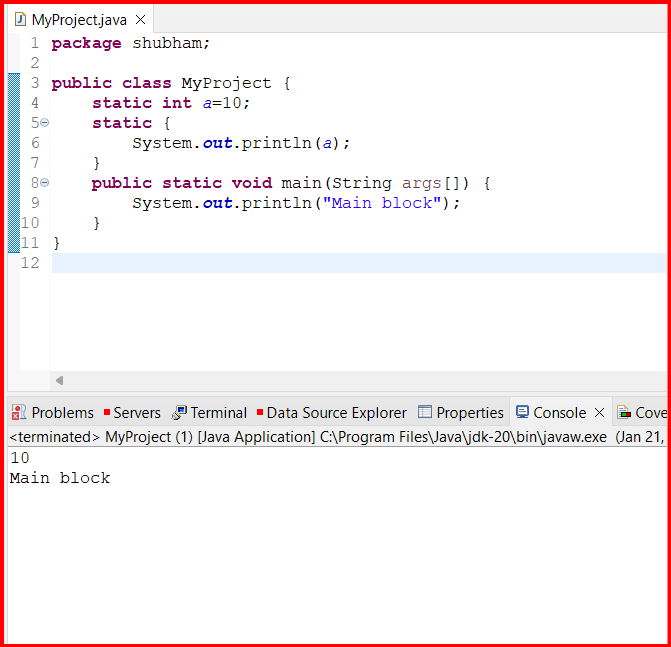 MyProject.java
1 package shubham;
2
3 public class MyProject {
4 static int a=10;
5 static {
6 System.out.println(a);
7 }
8 public static void main(String args[]) {
9 System.out.println("Main block");
10 }
11 }
12
Problems Servers Terminal Data Source Explorer Properties Console Cove
<terminated> MyProject (1) [Java Application] C:\Program Files\Java\jdk-20\bin\javaw.exe (Jan 21,
10
Main block